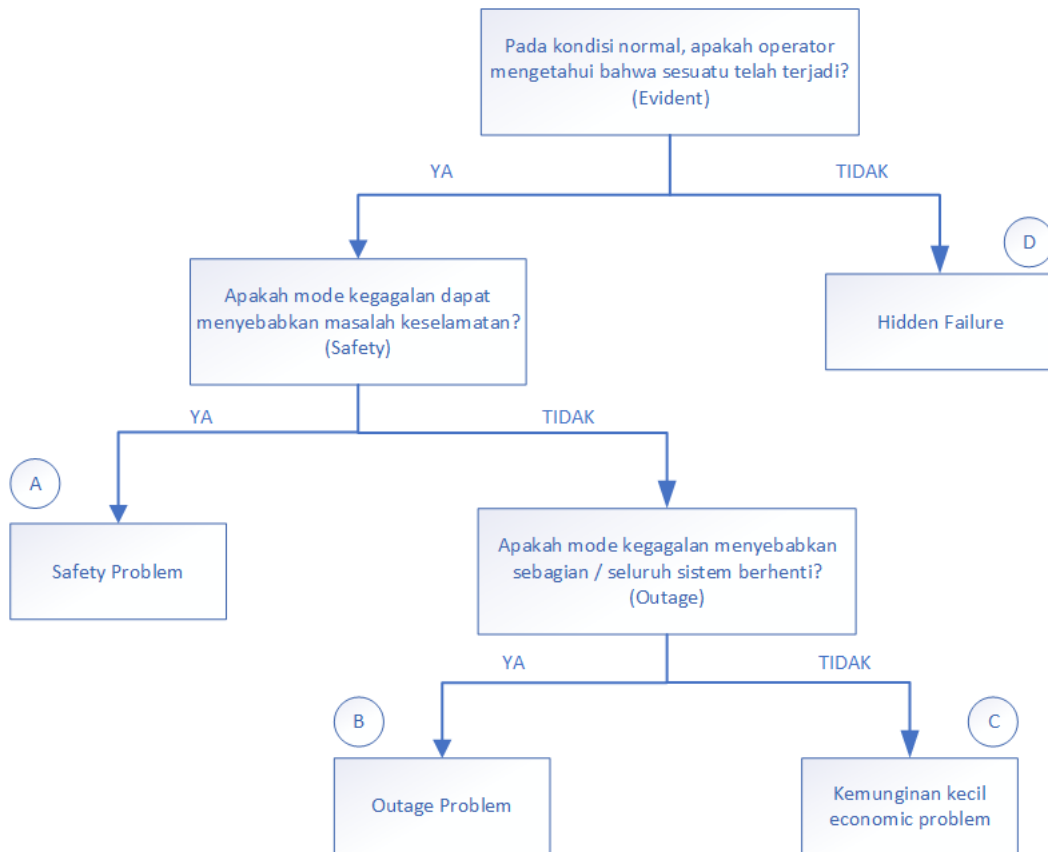 Pada kondisi normal, apakah operator
mengetahui bahwa sesuatu telah terjadi?
(Evident)
YA
TIDAK
D
Apakah mode kegagalan dapat
menyebabkan masalah keselamatan?
(Safety)
Hidden Failure
YA
TIDAK
A
Safety Problem
Apakah mode kegagalan menyebabkan
sebagian / seluruh sistem berhenti?
(Outage)
YA
TIDAK
B
C
Outage Problem
Kemunginan kecil
economic problem